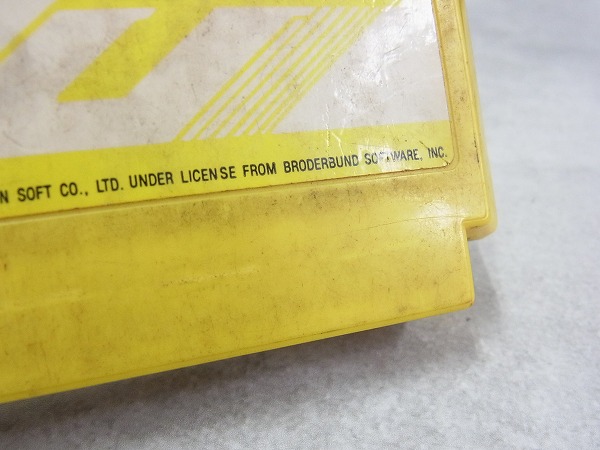 N SOFT CO., LTD. UNDER LICENSE FROM BRODERBUND SOFTWARE, INC.